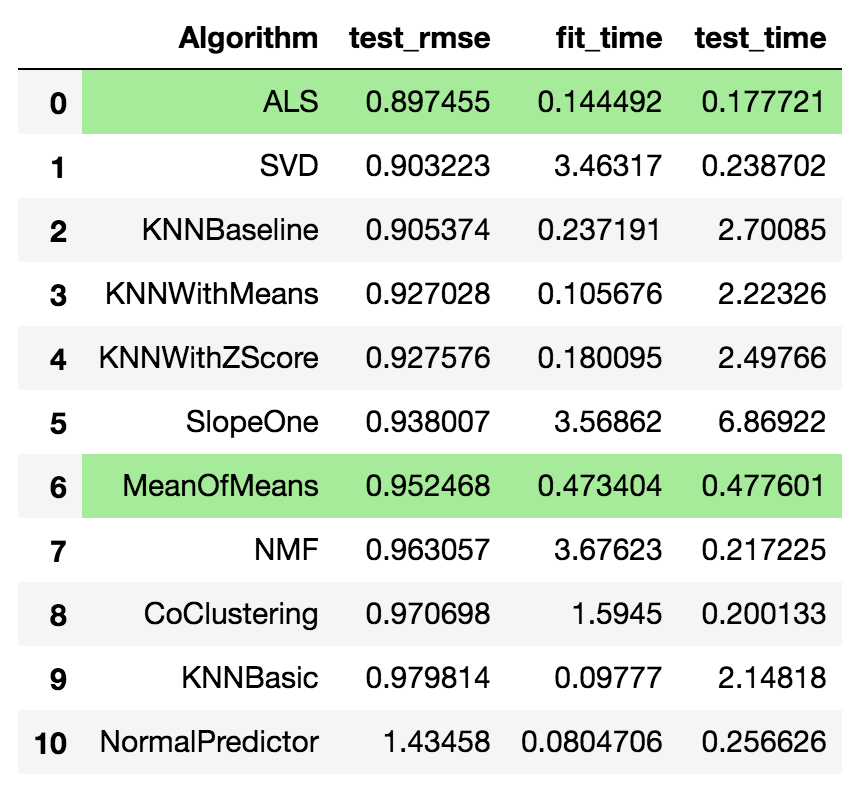 Algorithm test_rmse fit_time test_time
0 ALS 0.897455 0.144492 0.177721
1 SVD 0.903223 3.46317 0.238702
2 KNNBaseline 0.905374 0.237191 2.70085
3 KNNWithMeans 0.927028 0.105676 2.22326
4 KNNWithZScore 0.927576 0.180095 2.49766
5 SlopeOne 0.938007 3.56862 6.86922
6 MeanOfMeans 0.952468 0.473404 0.477601
7 NMF 0.963057 3.67623 0.217225
8 CoClustering 0.970698 1.5945 0.200133
9 KNNBasic 0.979814 0.09777 2.14818
10 NormalPredictor 1.43458 0.0804706 0.256626